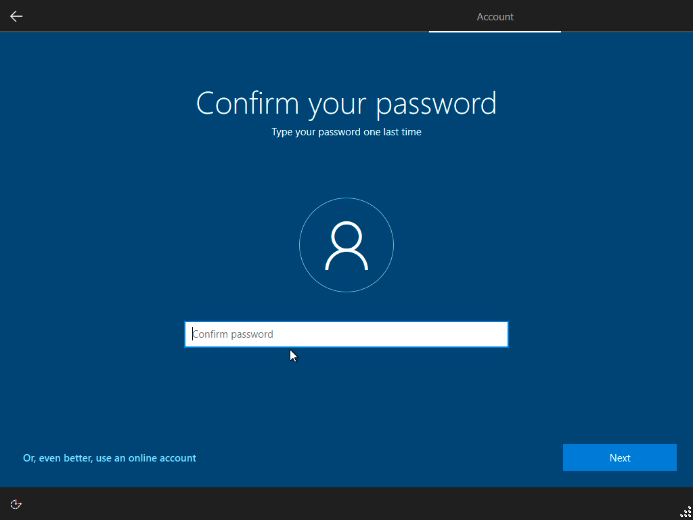 Account
Confirm your password
Type your password one last time
Confirm password
Or, even better, use an online account
Next